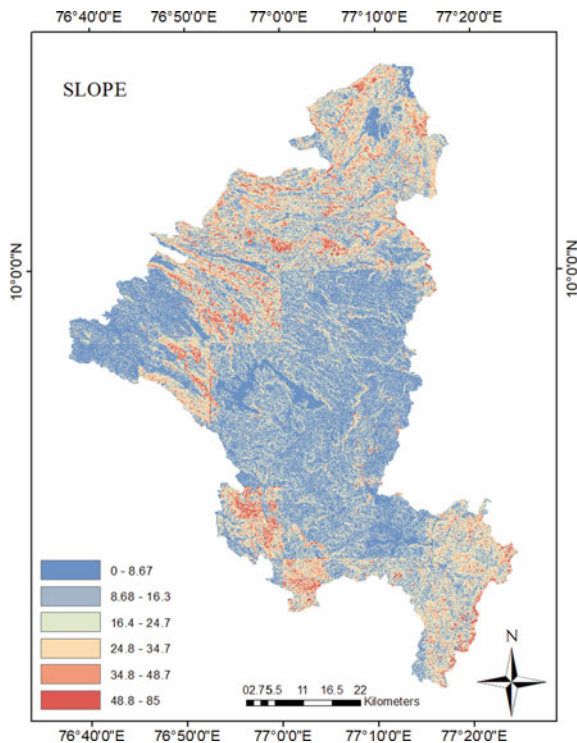 76°40'0"E 76°50'0"E 77°0'0"E 77°10'0"E 77°20'0"E
SLOPE
10°0'0"N 10°0'0"N
0 - 8.67
8.68 - 16.3
16.4 - 24.7
24.8 - 34.7
34.8 - 48.7
48.8 - 85
N
02.75.5 11 16.5 22
Kilometers
76°40'0"E 76°50'0"E 77°0'0"E 77°10'0"E 77°20'0"E